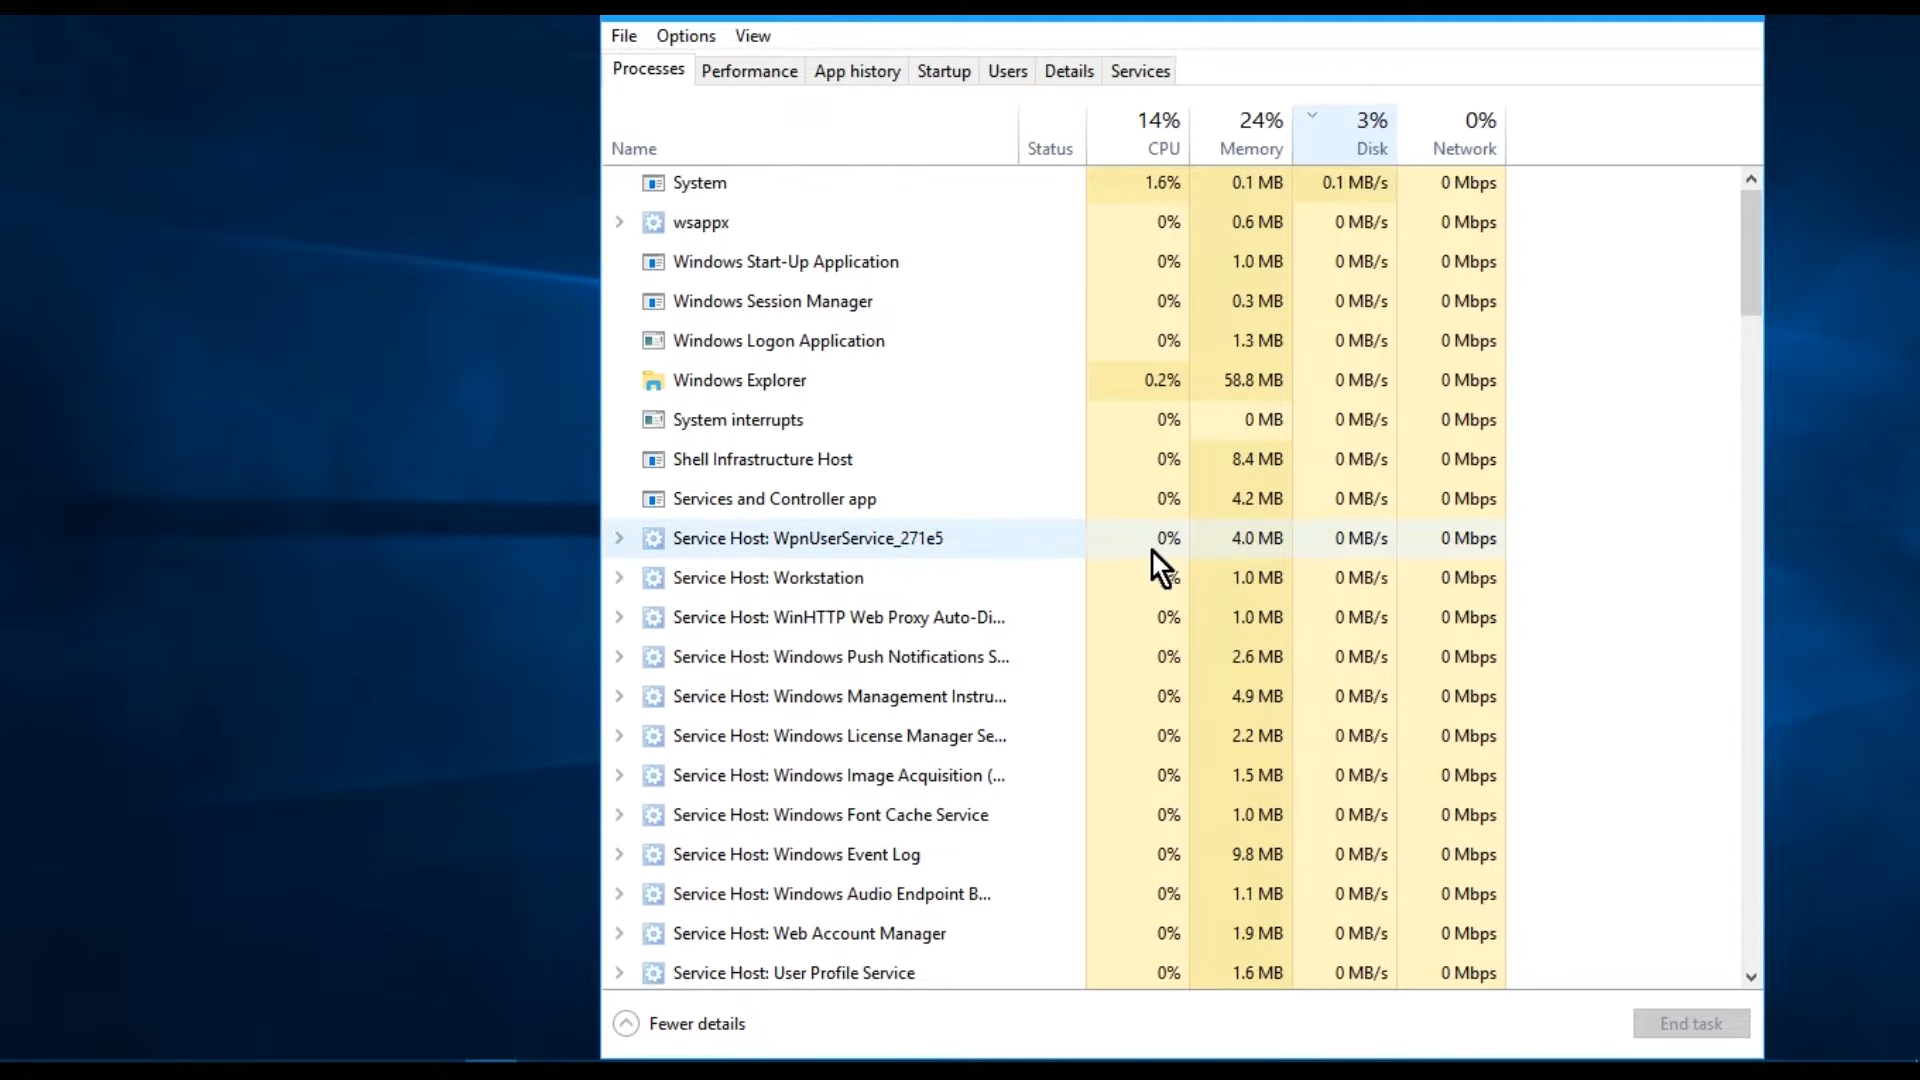 File Options View
Processes Performance App history Startup Users Details Services
14% 24% 3% 0%
Name Status CPU Memory Disk Network
System 1.6% 0.1 MB 0.1 MB/s 0 Mbps
wsappx 0% 0.6 MB 0 MB/s 0 Mbps
Windows Start-Up Application 0% 1.0 MB 0 MB/s 0 Mbps
Windows Session Manager 0% 0.3 MB 0 MB/s 0 Mbps
Windows Logon Application 0% 1.3 MB 0 MB/s 0 Mbps
Windows Explorer 0.2% 58.8 MB 0 MB/s 0 Mbps
System interrupts 0% 0 MB 0 MB/s 0 Mbps
Shell Infrastructure Host 0% 8.4 MB 0 MB/s 0 Mbps
Services and Controller app 0% 4.2 MB 0 MB/s 0 Mbps
Service Host: WpnUserService_271e5 0% 4.0 MB 0 MB/s 0 Mbps
Service Host: Workstation % 1.0 MB 0 MB/s 0 Mbps
Service Host: WinHTTP Web Proxy Auto-Di... 0% 1.0 MB 0 MB/s 0 Mbps
Service Host: Windows Push Notifications S... 0% 2.6 MB 0 MB/s 0 Mbps
Service Host: Windows Management Instru... 0% 4.9 MB 0 MB/s 0 Mbps
Service Host: Windows License Manager Se... 0% 2.2 MB 0 MB/s 0 Mbps
Service Host: Windows Image Acquisition (... 0% 1.5 MB 0 MB/s 0 Mbps
Service Host: Windows Font Cache Service 0% 1.0 MB 0 MB/s 0 Mbps
Service Host: Windows Event Log 0% 9.8 MB 0 MB/s 0 Mbps
Service Host: Windows Audio Endpoint B... 0% 1.1 MB 0 MB/s 0 Mbps
Service Host: Web Account Manager 0% 1.9 MB 0 MB/s 0 Mbps
Service Host: User Profile Service 0% 1.6 MB 0 MB/s 0 Mbps
Fewer details End task